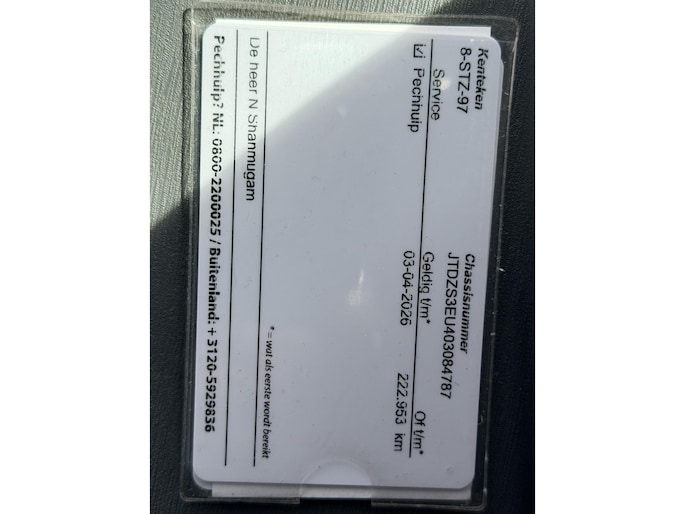 Kenteken Chassisnummer
8-STZ-97 JTDZS3EU403084787
Service Geldig t/m* Of t/m*
☑ Pechhulp 03-04-2026 222.953 km
* = wat als eerste wordt bereikt
De heer N Shanmugam
Pechhulp? NL: 0800-2200025 / Buitenland: + 3120-5929836